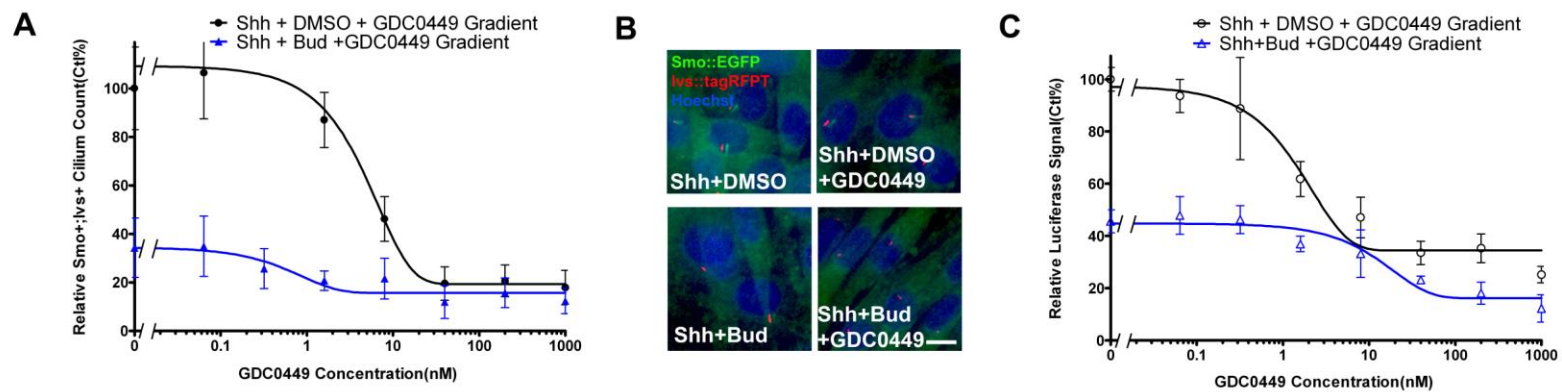 A
Shh + DMSO + GDC0449 Gradient
Shh + Bud +GDC0449 Gradient
Relative Smo+;Ivs+ Cilium Count(Ctl%)
100
80
60
40
20
0
0
0.1
1
10
100
1000
GDC0449 Concentration(nM)
B
Smo::EGFP
Ivs::tagRFPT
Hoechst
Shh+DMSO
Shh+DMSO
+GDC0449
Shh+Bud
Shh+Bud
+GDC0449
C
Shh + DMSO + GDC0449 Gradient
Shh+Bud +GDC0449 Gradient
Relative Luciferase Signal(Ctl%)
100
80
60
40
20
0
0
0.1
1
10
100
1000
GDC0449 Concentration(nM)